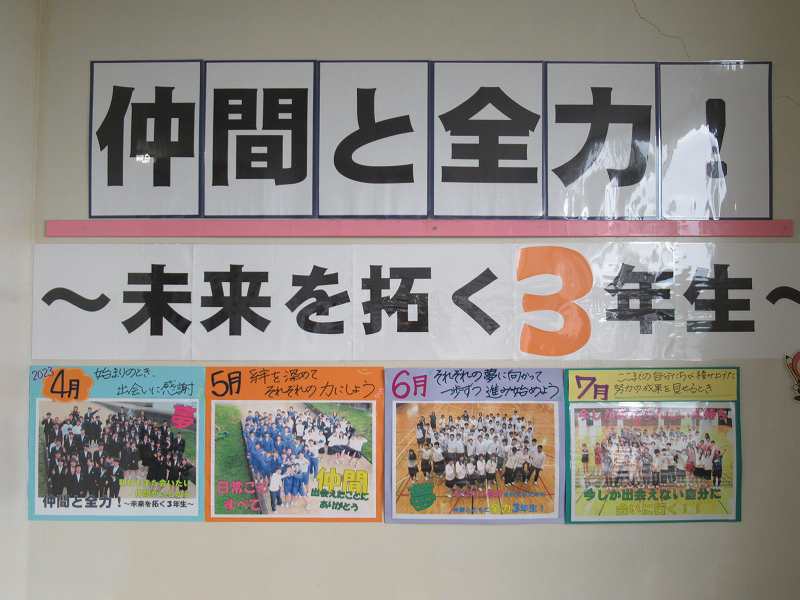 仲間と全力!
～未来を拓く3年生～
2023
4月
始まりのとき、
出会いに感謝
夢
仲間と全力!
～未来を拓く3年生～
5月
絆を深めて
それぞれの力にしよう
日常こそ
すべて
仲間
出会えたことに
ありがとう
6月
それぞれの夢に向かって
一歩ずつ進み始めよう
7月
ここまでの自分たちが積み上げた
努力の成果を見せるとき
今しか出会えない自分に
会いに行く!